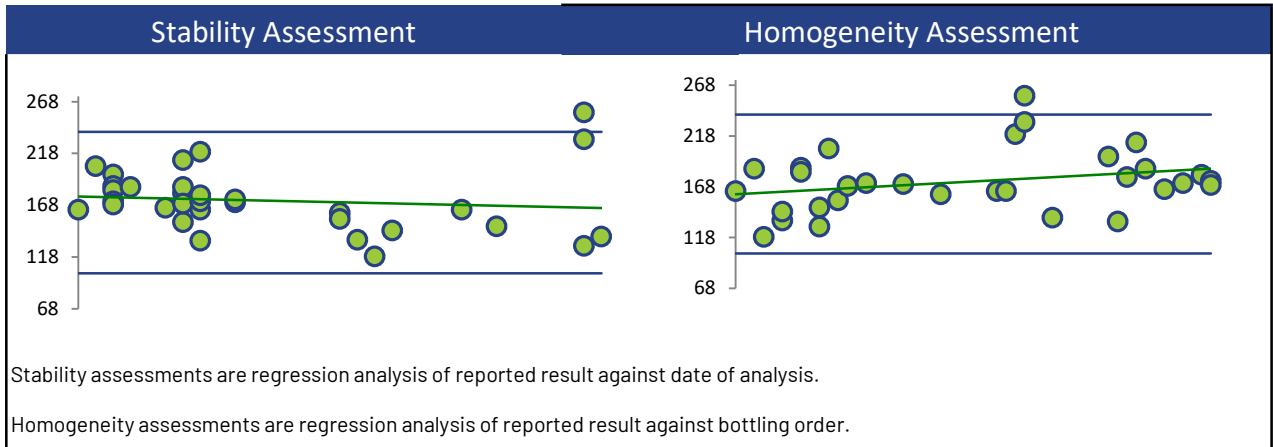 Stability Assessment
Homogeneity Assessment
268
218
168
118
68
268
218
168
118
68
Stability assessments are regression analysis of reported result against date of analysis.
Homogeneity assessments are regression analysis of reported result against bottling order.